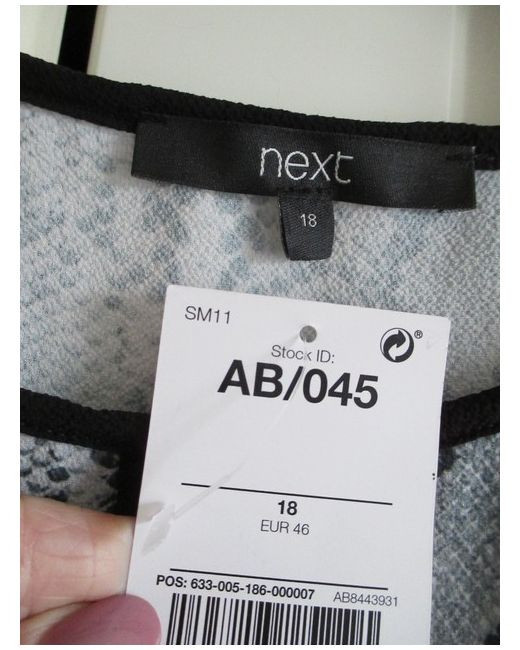 next
18
SM11
Stock ID:
®
AB/045
18
EUR 46
POS: 633-005-186-000007 AB8443931